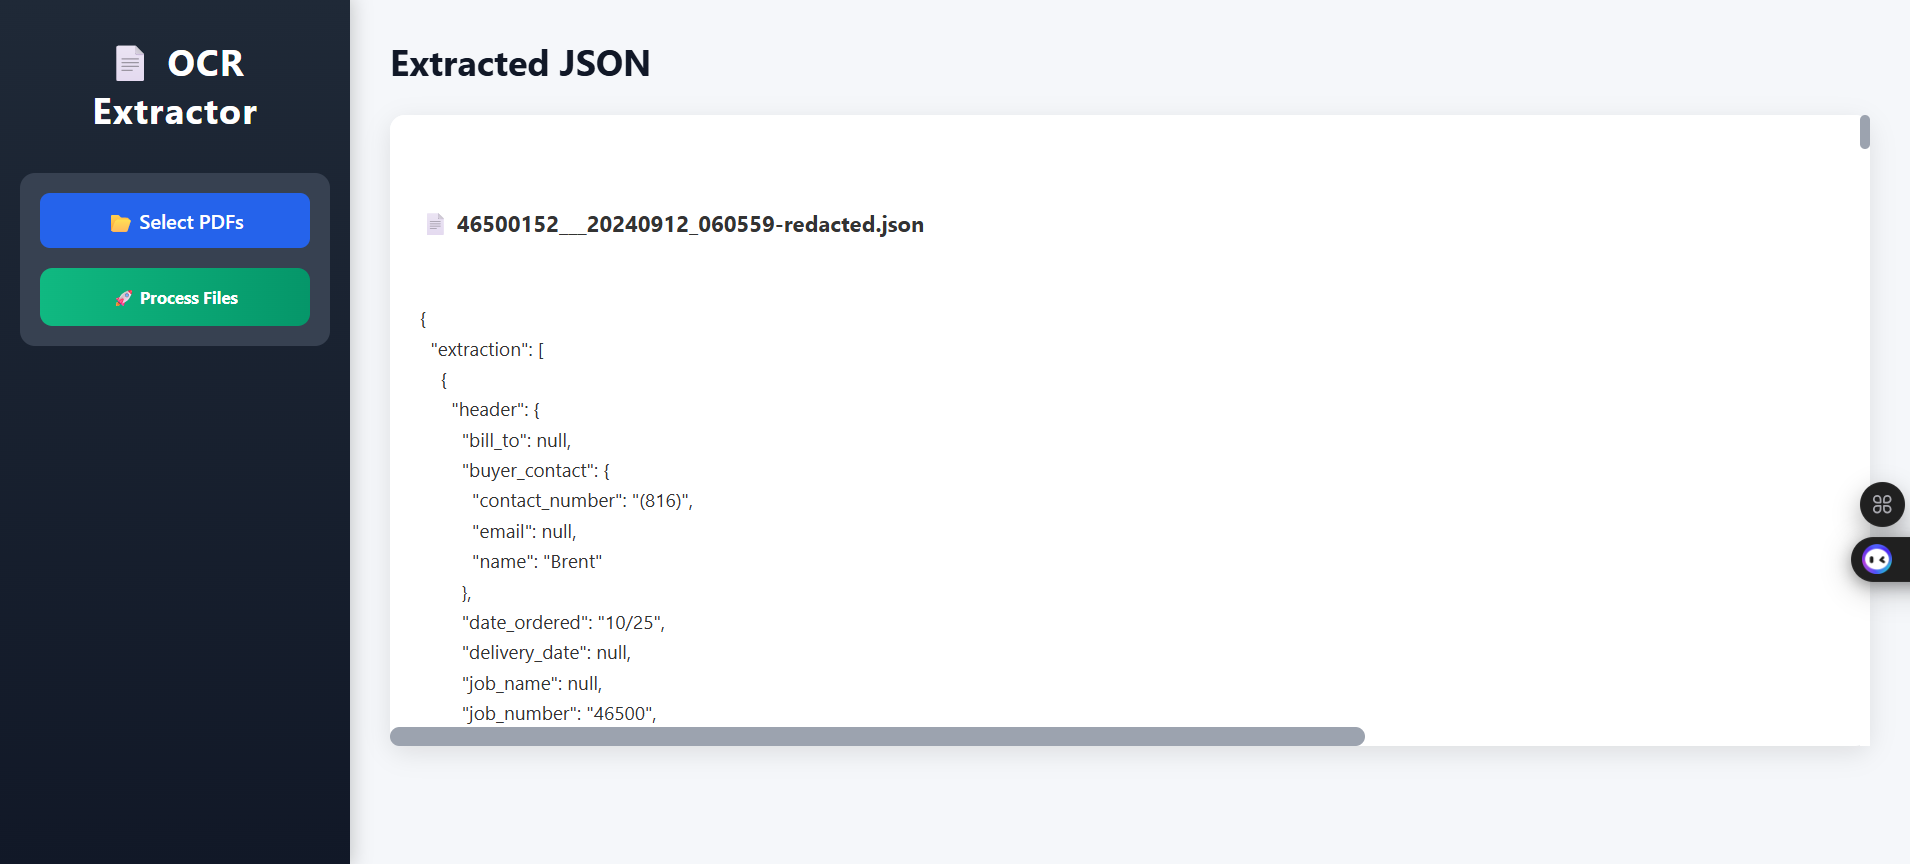 OCR
Extractor
Select PDFs
Process Files
Extracted JSON
46500152___20240912_060559-redacted.json
{
"extraction": [
{
"header": {
"bill_to": null,
"buyer_contact": {
"contact_number": "(816)",
"email": null,
"name": "Brent"
},
"date_ordered": "10/25",
"delivery_date": null,
"job_name": null,
"job_number": "46500",